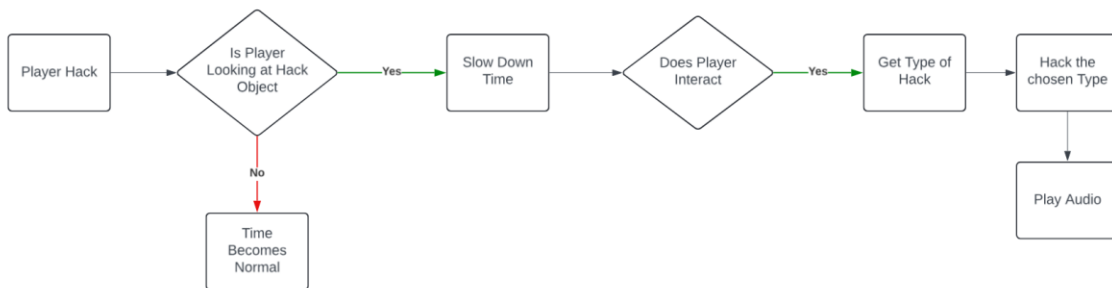 Player Hack
Is Player
Looking at Hack
Object
Yes
Slow Down
Time
Does Player
Interact
Yes
Get Type of
Hack
Hack the
chosen Type
No
Play Audio
Time
Becomes
Normal